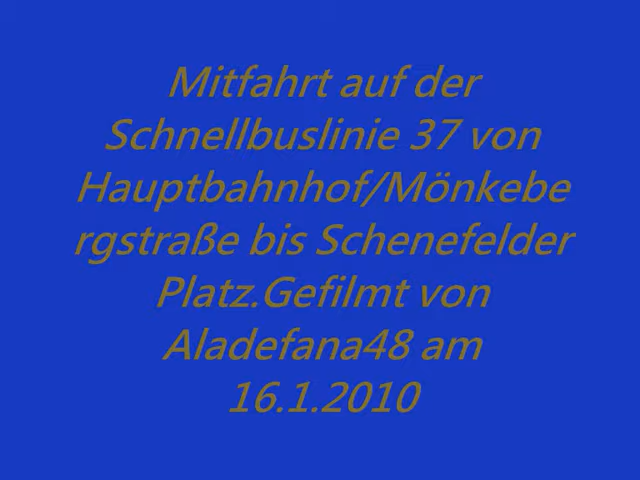 Mitfahrt auf der
Schnellbuslinie 37 von
Hauptbahnhof/Mönkebe
rgstraße bis Schenefelder
Platz.Gefilmt von
Aladefana48 am
16.1.2010